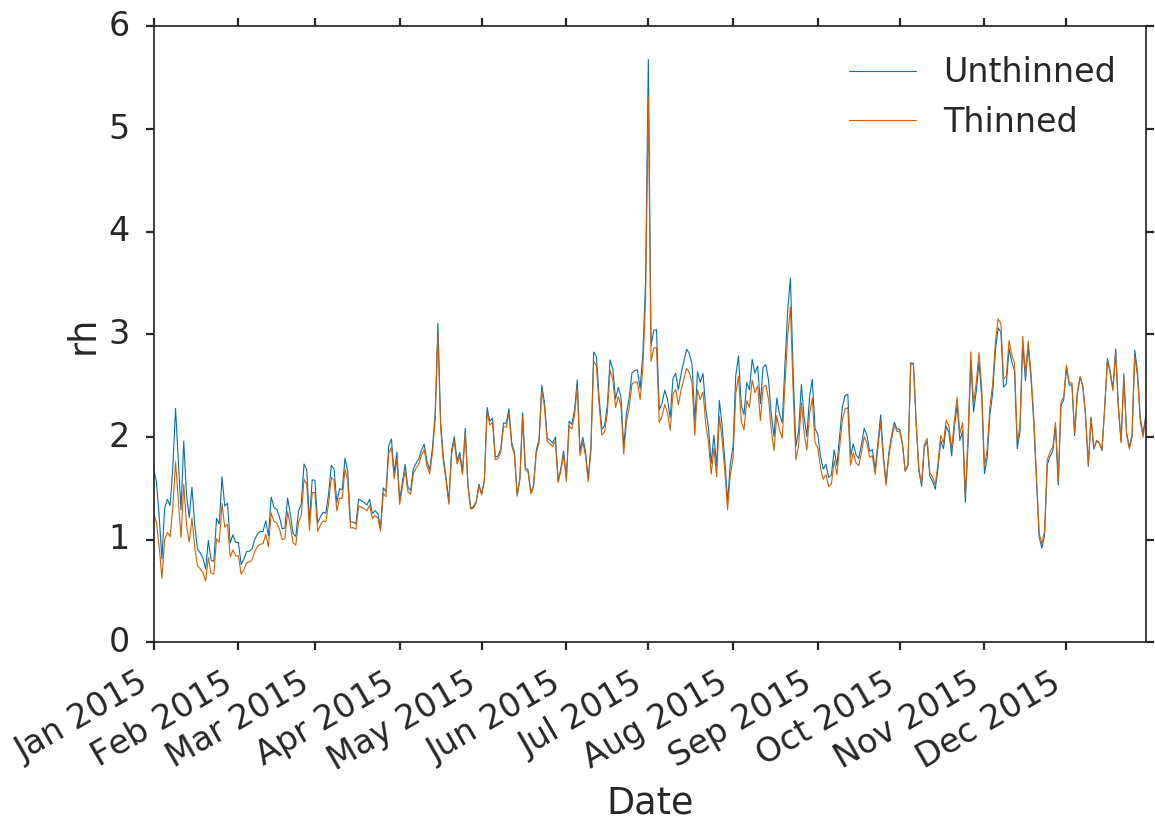 6
5
4
3
2
1
0
rh
Unthinned
Thinned
Jan 2015
Feb 2015
Mar 2015
Apr 2015
May 2015
Jun 2015
Jul 2015
Aug 2015
Sep 2015
Oct 2015
Nov 2015
Dec 2015
Date